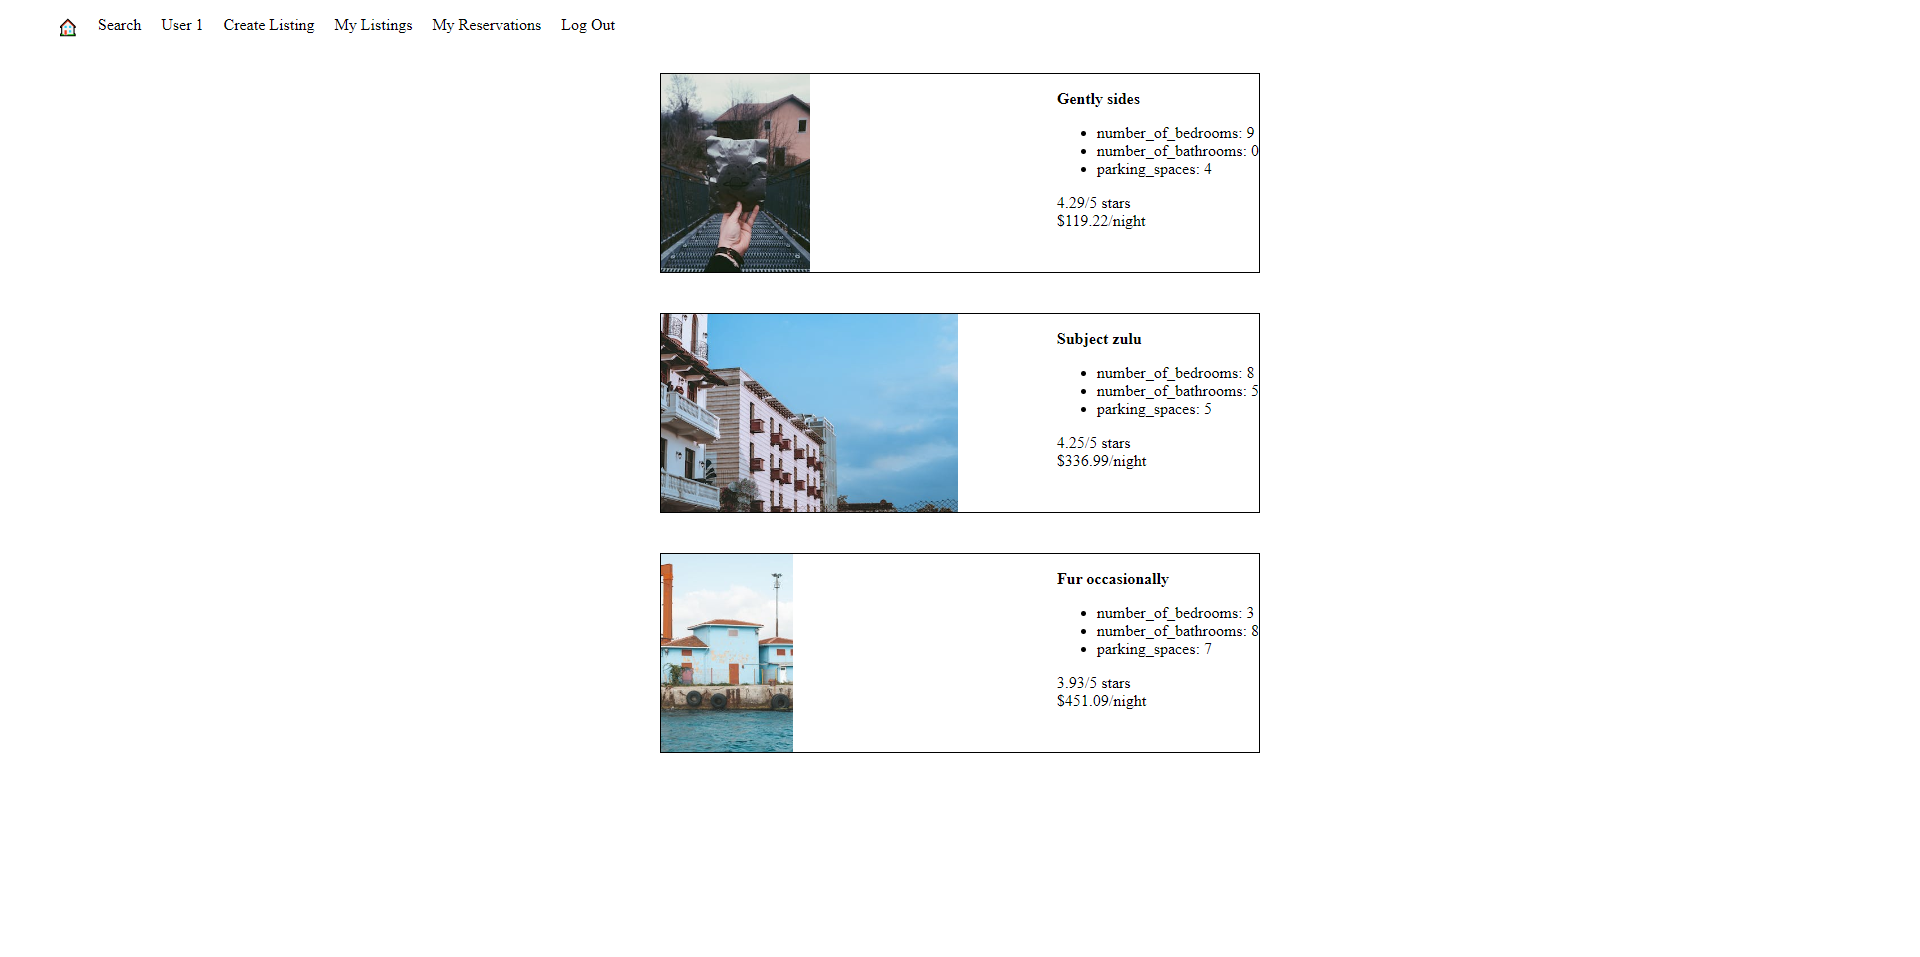 Search User 1 Create Listing My Listings My Reservations Log Out
Gently sides
number_of_bedrooms: 9
number_of_bathrooms: 0
parking_spaces: 4
4.29/5 stars
$119.22/night
Subject zulu
number_of_bedrooms: 8
number_of_bathrooms: 5
parking_spaces: 5
4.25/5 stars
$336.99/night
Fur occasionally
number_of_bedrooms: 3
number_of_bathrooms: 8
parking_spaces: 7
3.93/5 stars
$451.09/night